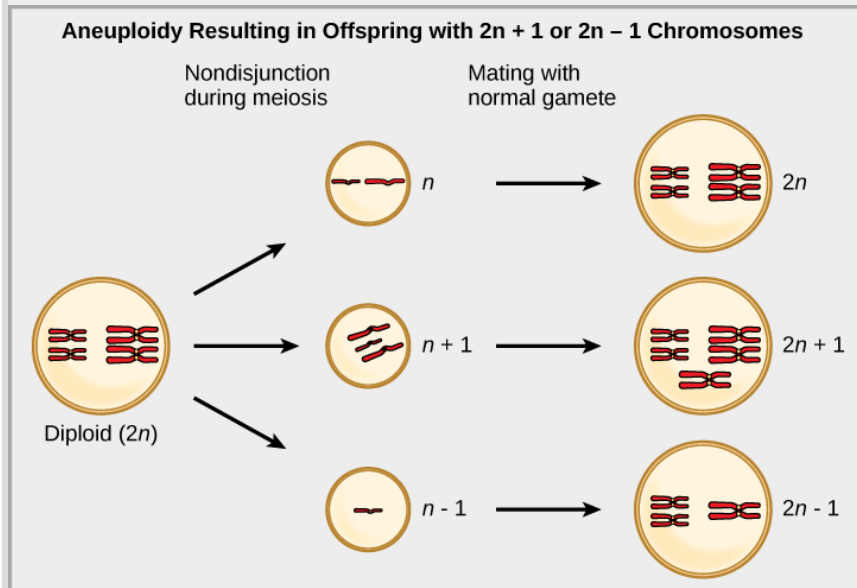 Aneuploidy Resulting in Offspring with 2n + 1 or 2n – 1 Chromosomes
Nondisjunction
during meiosis
Mating with
normal gamete
n
2n
n + 1
2n + 1
Diploid (2n)
n - 1
2n - 1